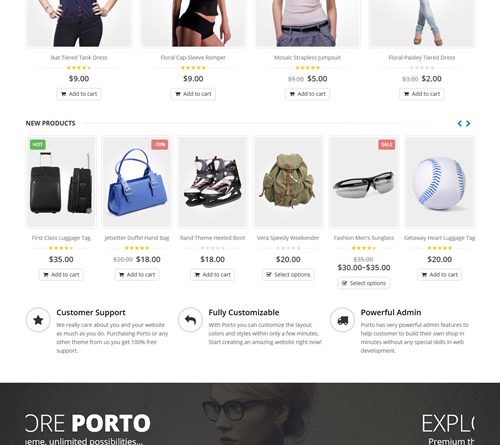 Ikat Tiered Tank Dress
Floral Cap-Sleeve Romper
Mosaic Strapless Jumpsuit
Floral Paisley Tiered Dress
$9.00
$9.00
$9.00 $5.00
$3.00 $2.00
Add to cart
Add to cart
Add to cart
Add to cart
NEW PRODUCTS
HOT
-10%
SALE
First Class Luggage Tag
Jetsetter Duffel Hand Bag
Rand Theme Heeled Boot
Vera Speedy Weekender
Fashion Men's Sunglass
Getaway Heart Luggage Tag
$35.00
$20.00 $18.00
$18.00
$20.00
$35.00
$30.00–$35.00
$20.00
Add to cart
Add to cart
Add to cart
Select options
Select options
Add to cart
Customer Support
We really care about you and your website
as much as you do. Purchasing Porto or any
other theme from us you get 100% free
support.
Fully Customizable
With Porto you can customize the layout,
colors and styles within only a few minutes.
Start creating an amazing website right now!
Powerful Admin
Porto has very powerful admin features to
help customer to build their own shop in
minutes without any special skills in web
development.
ORE PORTO
heme, unlimited possibilities...
EXPLO
Premium th